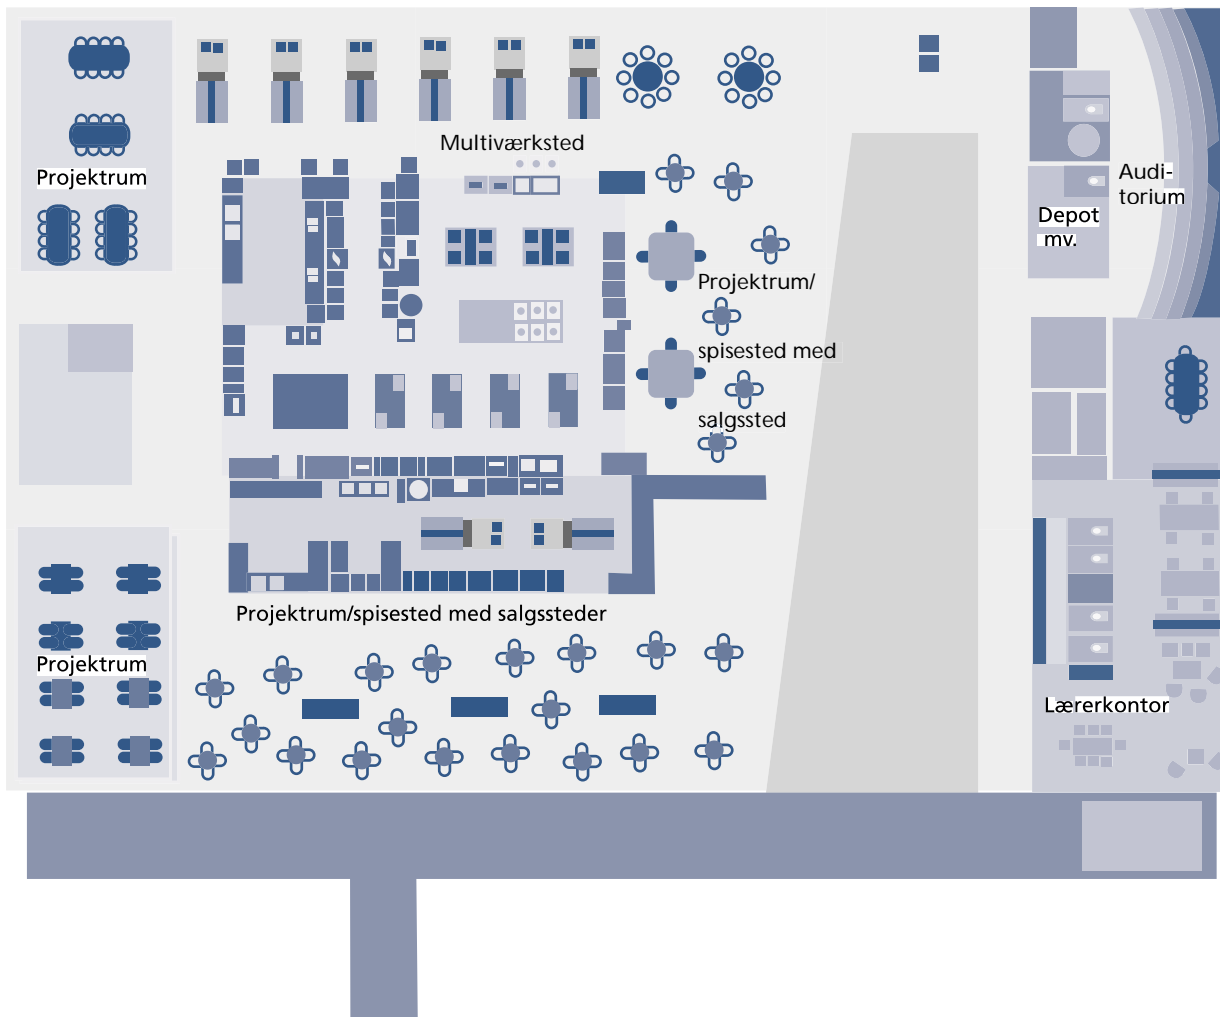 Multiværksted
Projektrum
Audi-
torium
Depot
mv.
Projektrum/
spisested med
salgssted
Projektrum/spisested med salgssteder
Projektrum
Lærerkontor